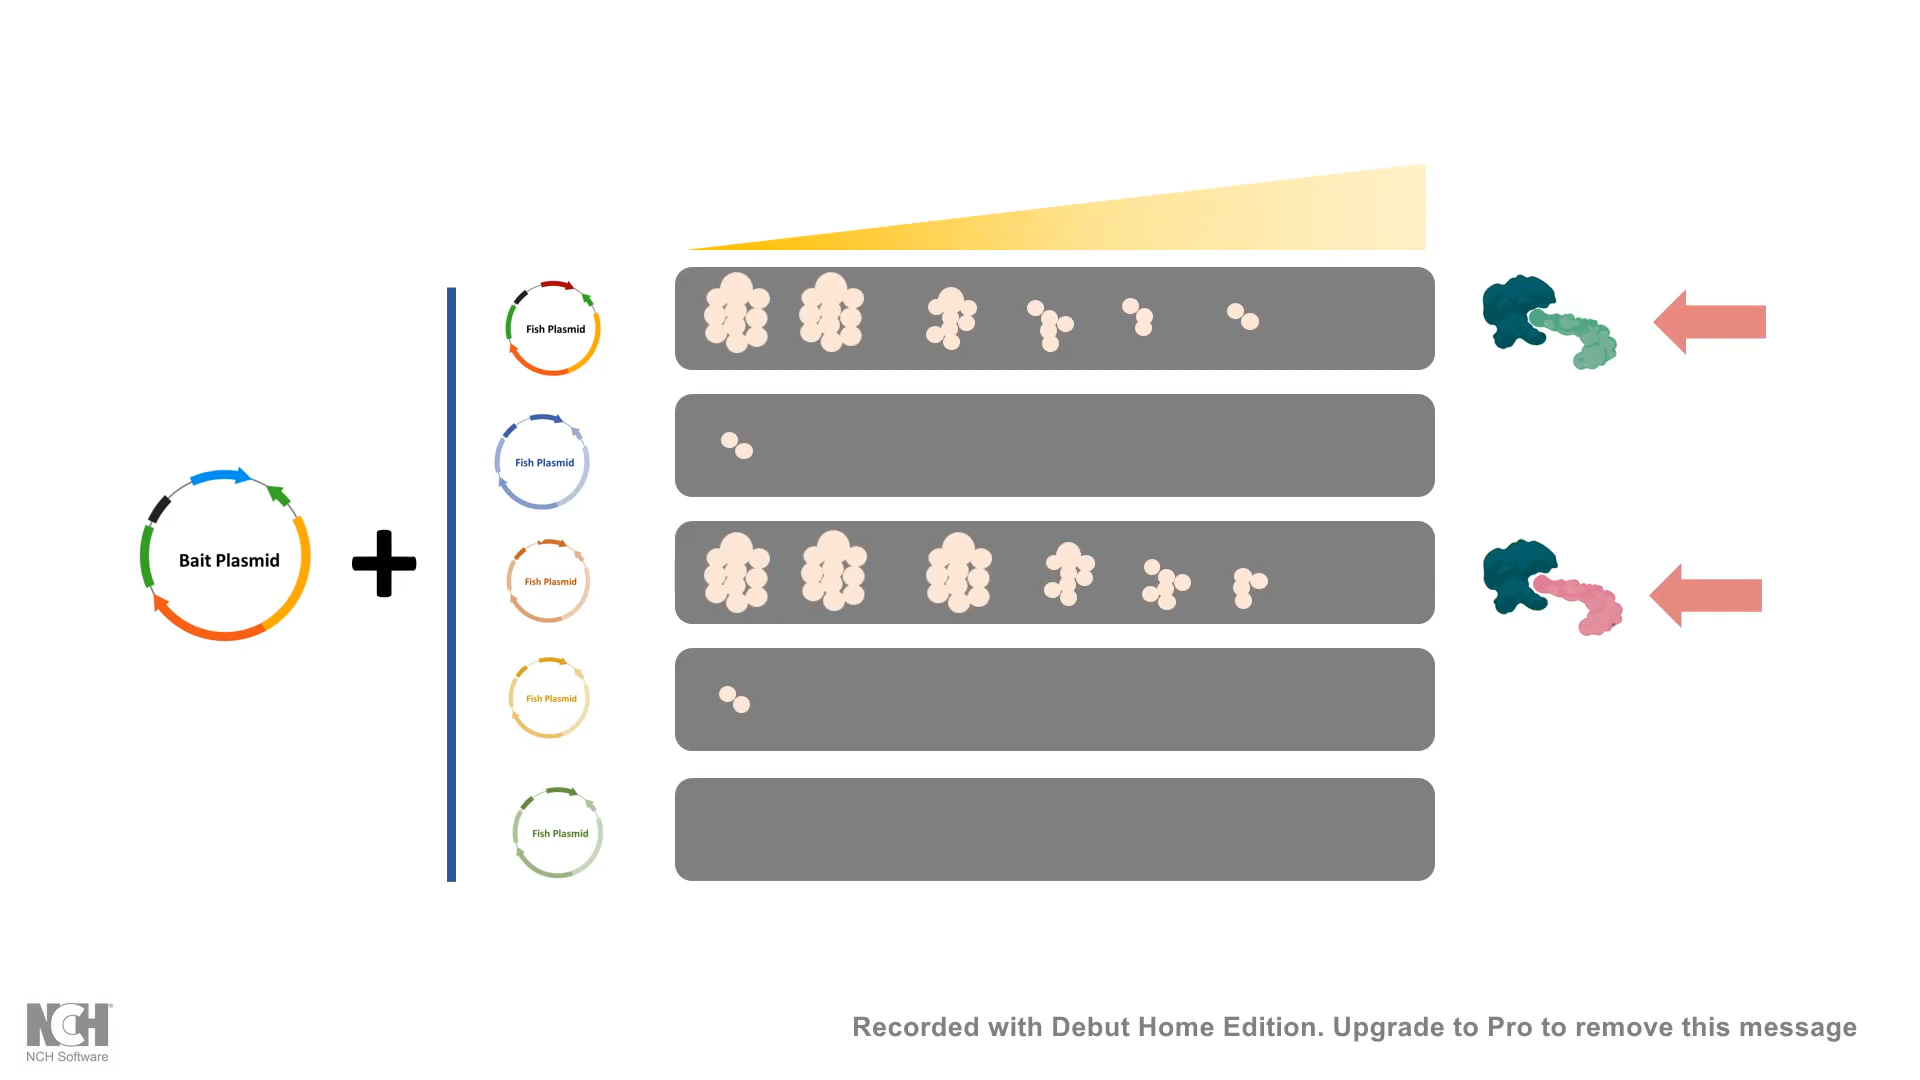 Fish Plasmid
Fish Plasmid
Bait Plasmid
Fish Plasmid
Fish Plasmid
Fish Plasmid
NCH
NCH Software
Recorded with Debut Home Edition. Upgrade to Pro to remove this message